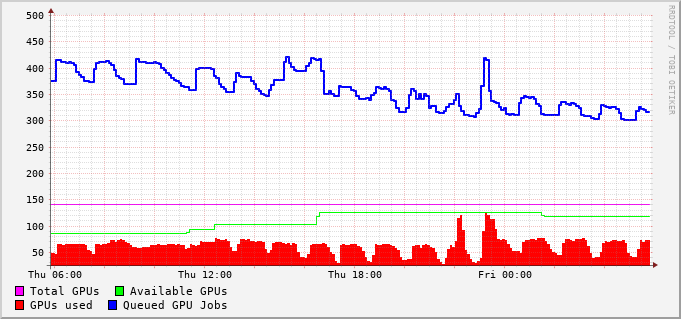 500
450
400
350
300
250
200
150
100
50
Thu 06:00 Thu 12:00 Thu 18:00 Fri 00:00
Total GPUs Available GPUs
GPUs used Queued GPU Jobs
RRDTOOL / TOBI OETIKER